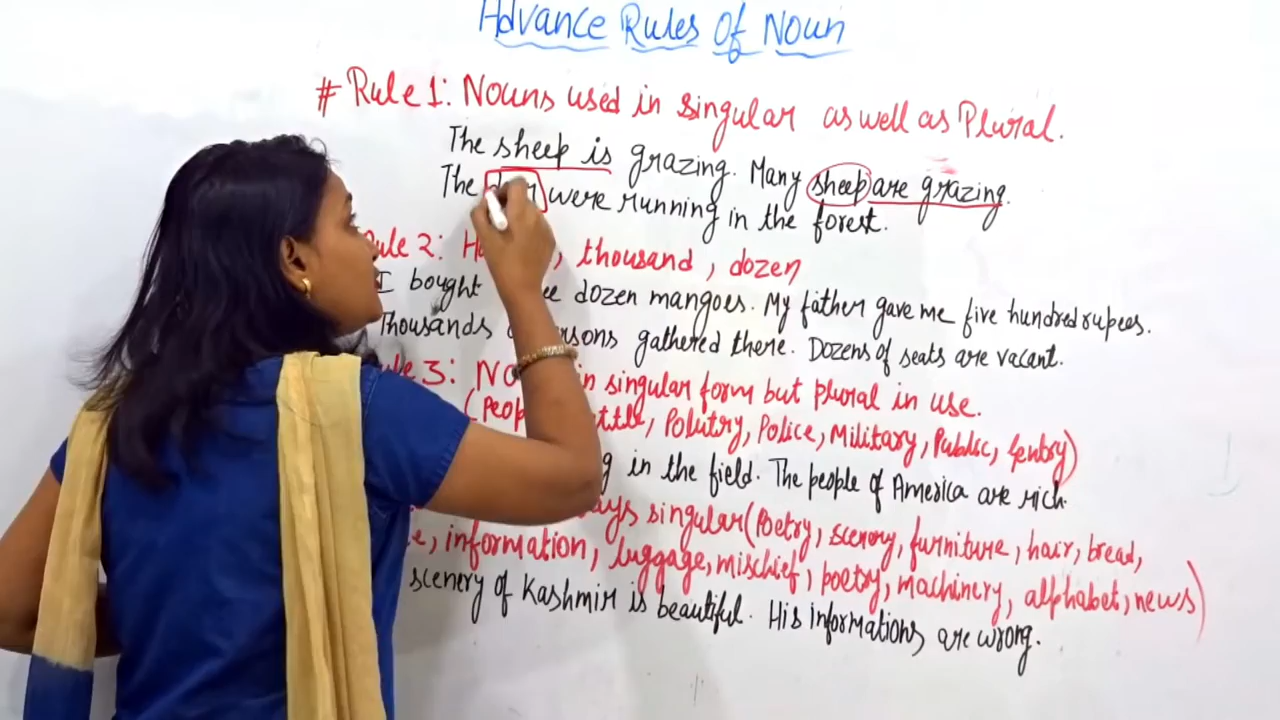 Advance Rules Of Noun
# Rule 1: Nouns used in singular as well as Plural.
The sheep is grazing. Many sheep are grazing.
The were running in the forest.
2: , thousand, dozen
I bought dozen mangoes. My father gave me five hundred rupees.
Thousands gathered there. Dozens of seats are vacant.
3: in singular form but plural in use.
Polutry, Police, Military, Public, Gentry)
in the field. The people of America are rich.
singular (Poetry, scenery, furniture, hair, bread,
information, luggage, mischief, poetry, machinery, alphabet, news)
scenery of Kashmir is beautiful. His informations are wrong.